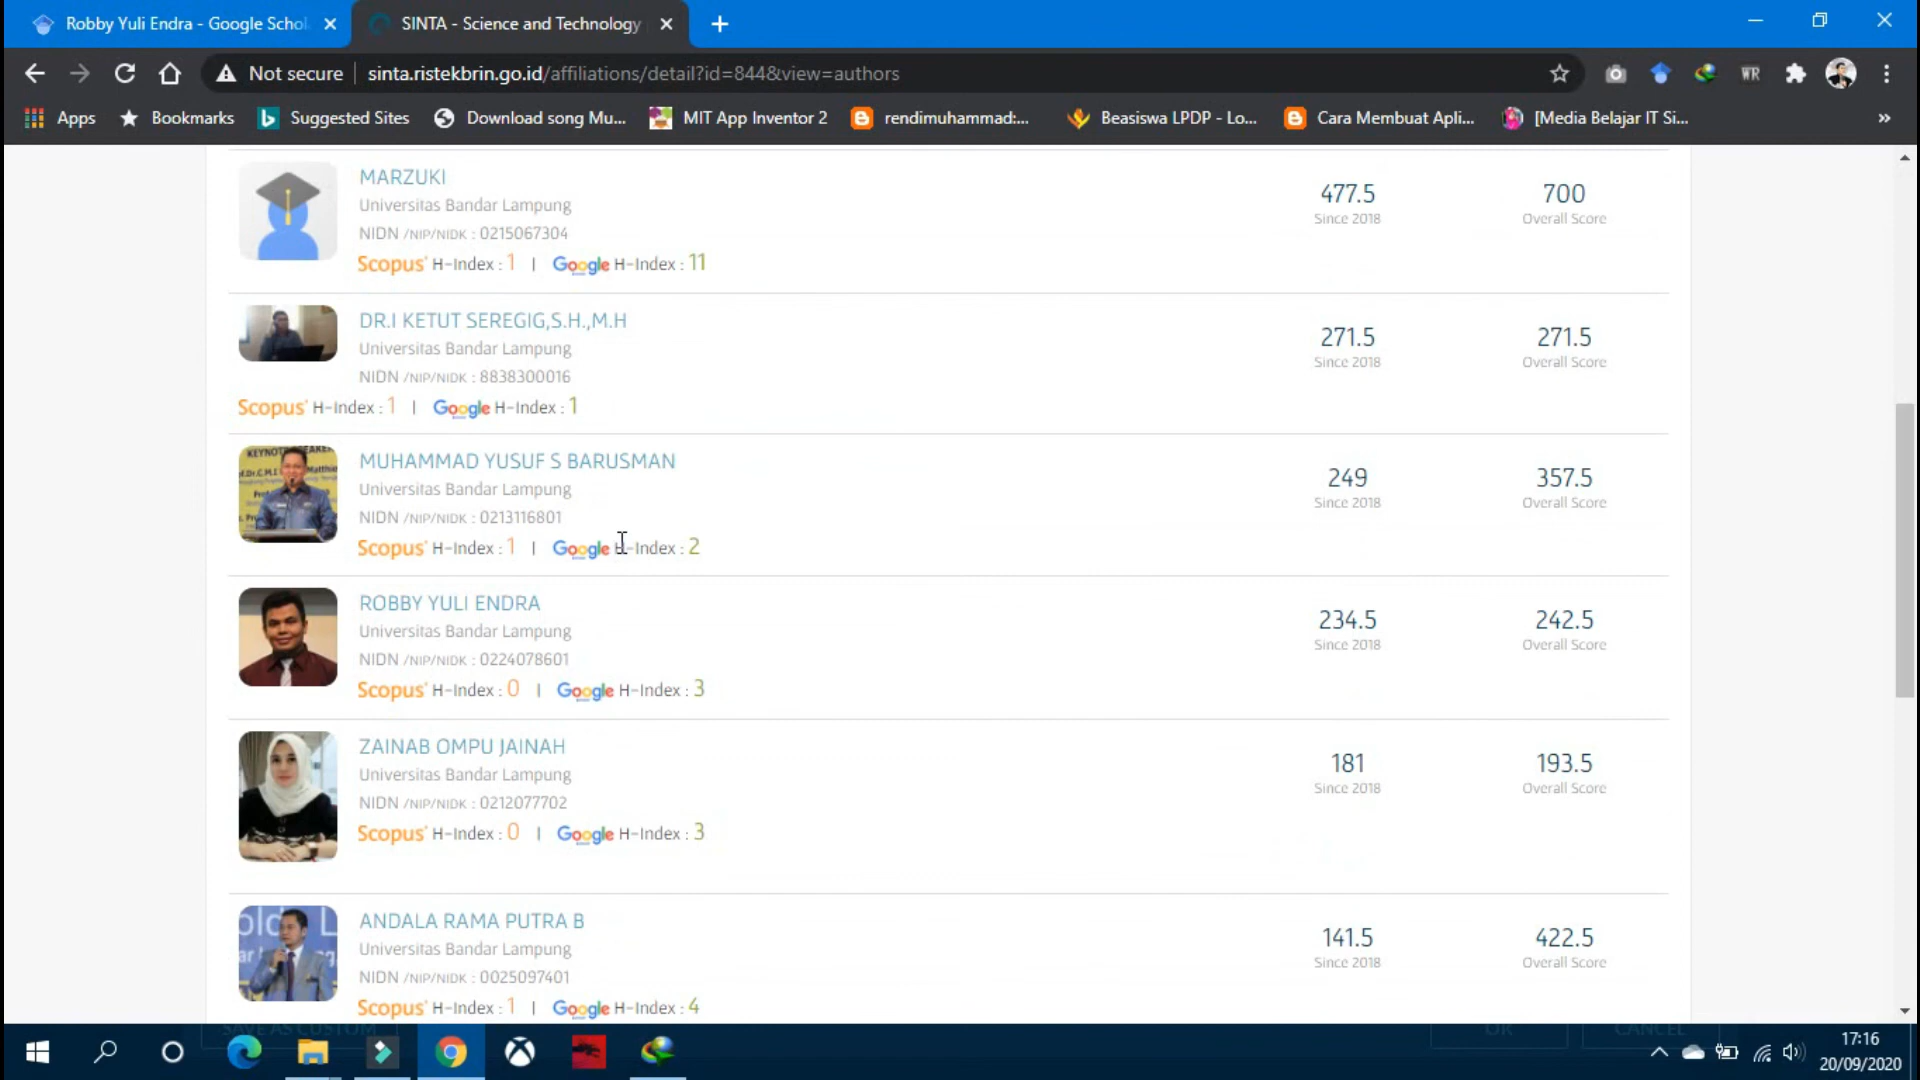 Robby Yuli Endra - Google Schol
SINTA - Science and Technology
Not secure
sinta.ristekbrin.go.id/affiliations/detail?id=844&view=authors
WR
Apps
Bookmarks
Suggested Sites
Download song Mu...
MIT App Inventor 2
rendimuhammad:...
Beasiswa LPDP - Lo...
Cara Membuat Apli...
[Media Belajar IT Si...
»
MARZUKI
Universitas Bandar Lampung
NIDN /NIP/NIDK : 0215067304
Scopus' H-Index : 1 | Google H-Index : 11
477.5
Since 2018
700
Overall Score
DR.I KETUT SEREGIG,S.H.,M.H
Universitas Bandar Lampung
NIDN /NIP/NIDK : 8838300016
Scopus' H-Index : 1 | Google H-Index : 1
271.5
Since 2018
271.5
Overall Score
MUHAMMAD YUSUF S BARUSMAN
Universitas Bandar Lampung
NIDN /NIP/NIDK : 0213116801
Scopus' H-Index : 1 | Google H-Index : 2
249
Since 2018
357.5
Overall Score
ROBBY YULI ENDRA
Universitas Bandar Lampung
NIDN /NIP/NIDK : 0224078601
Scopus' H-Index : 0 | Google H-Index : 3
234.5
Since 2018
242.5
Overall Score
ZAINAB OMPU JAINAH
Universitas Bandar Lampung
NIDN /NIP/NIDK : 0212077702
Scopus' H-Index : 0 | Google H-Index : 3
181
Since 2018
193.5
Overall Score
ANDALA RAMA PUTRA B
Universitas Bandar Lampung
NIDN /NIP/NIDK : 0025097401
Scopus' H-Index : 1 | Google H-Index : 4
141.5
Since 2018
422.5
Overall Score
SAVE AS CUSTOM
OK
CANCEL
17:16
20/09/2020